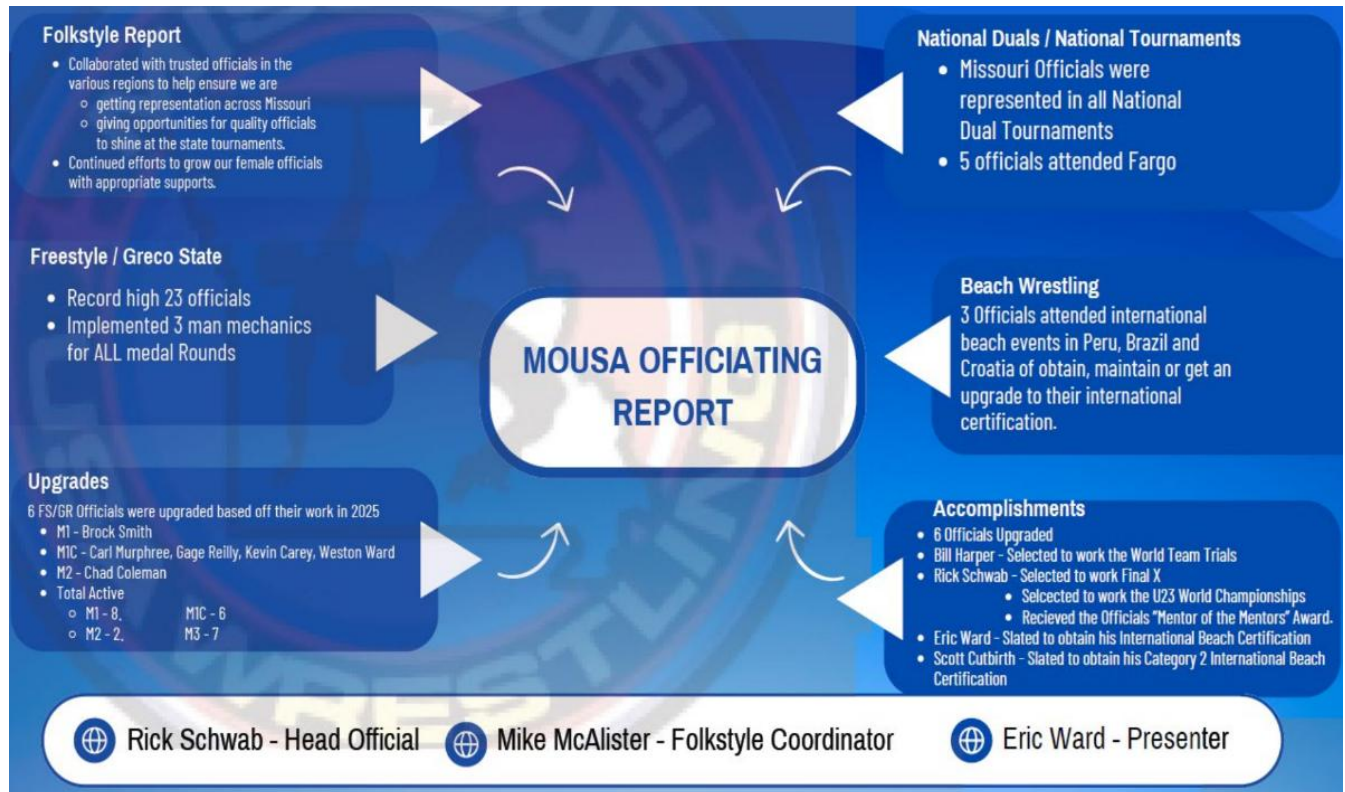 Folkstyle Report
• Collaborated with trusted officials in the
various regions to help ensure we are
○ getting representation across Missouri
○ giving opportunities for quality officials
to shine at the state tournaments.
• Continued efforts to grow our female officials
with appropriate supports.
Freestyle / Greco State
• Record high 23 officials
• Implemented 3 man mechanics
for ALL medal Rounds
Upgrades
6 FS/GR Officials were upgraded based off their work in 2025
• M1 - Brock Smith
• M1C - Carl Murphree, Gage Reilly, Kevin Carey, Weston Ward
• M2 - Chad Coleman
• Total Active
○ M1 - 8, M1C - 6
○ M2 - 2, M3 - 7
MOUSA OFFICIATING
REPORT
National Duals / National Tournaments
• Missouri Officials were
represented in all National
Dual Tournaments
• 5 officials attended Fargo
Beach Wrestling
3 Officials attended international
beach events in Peru, Brazil and
Croatia of obtain, maintain or get an
upgrade to their international
certification.
Accomplishments
• 6 Officials Upgraded
• Bill Harper - Selected to work the World Team Trials
• Rick Schwab - Selected to work Final X
• Selcected to work the U23 World Championships
• Recieved the Officials "Mentor of the Mentors" Award.
• Eric Ward - Slated to obtain his International Beach Certification
• Scott Cutbirth - Slated to obtain his Category 2 International Beach
Certification
Rick Schwab - Head Official
Mike McAlister - Folkstyle Coordinator
Eric Ward - Presenter